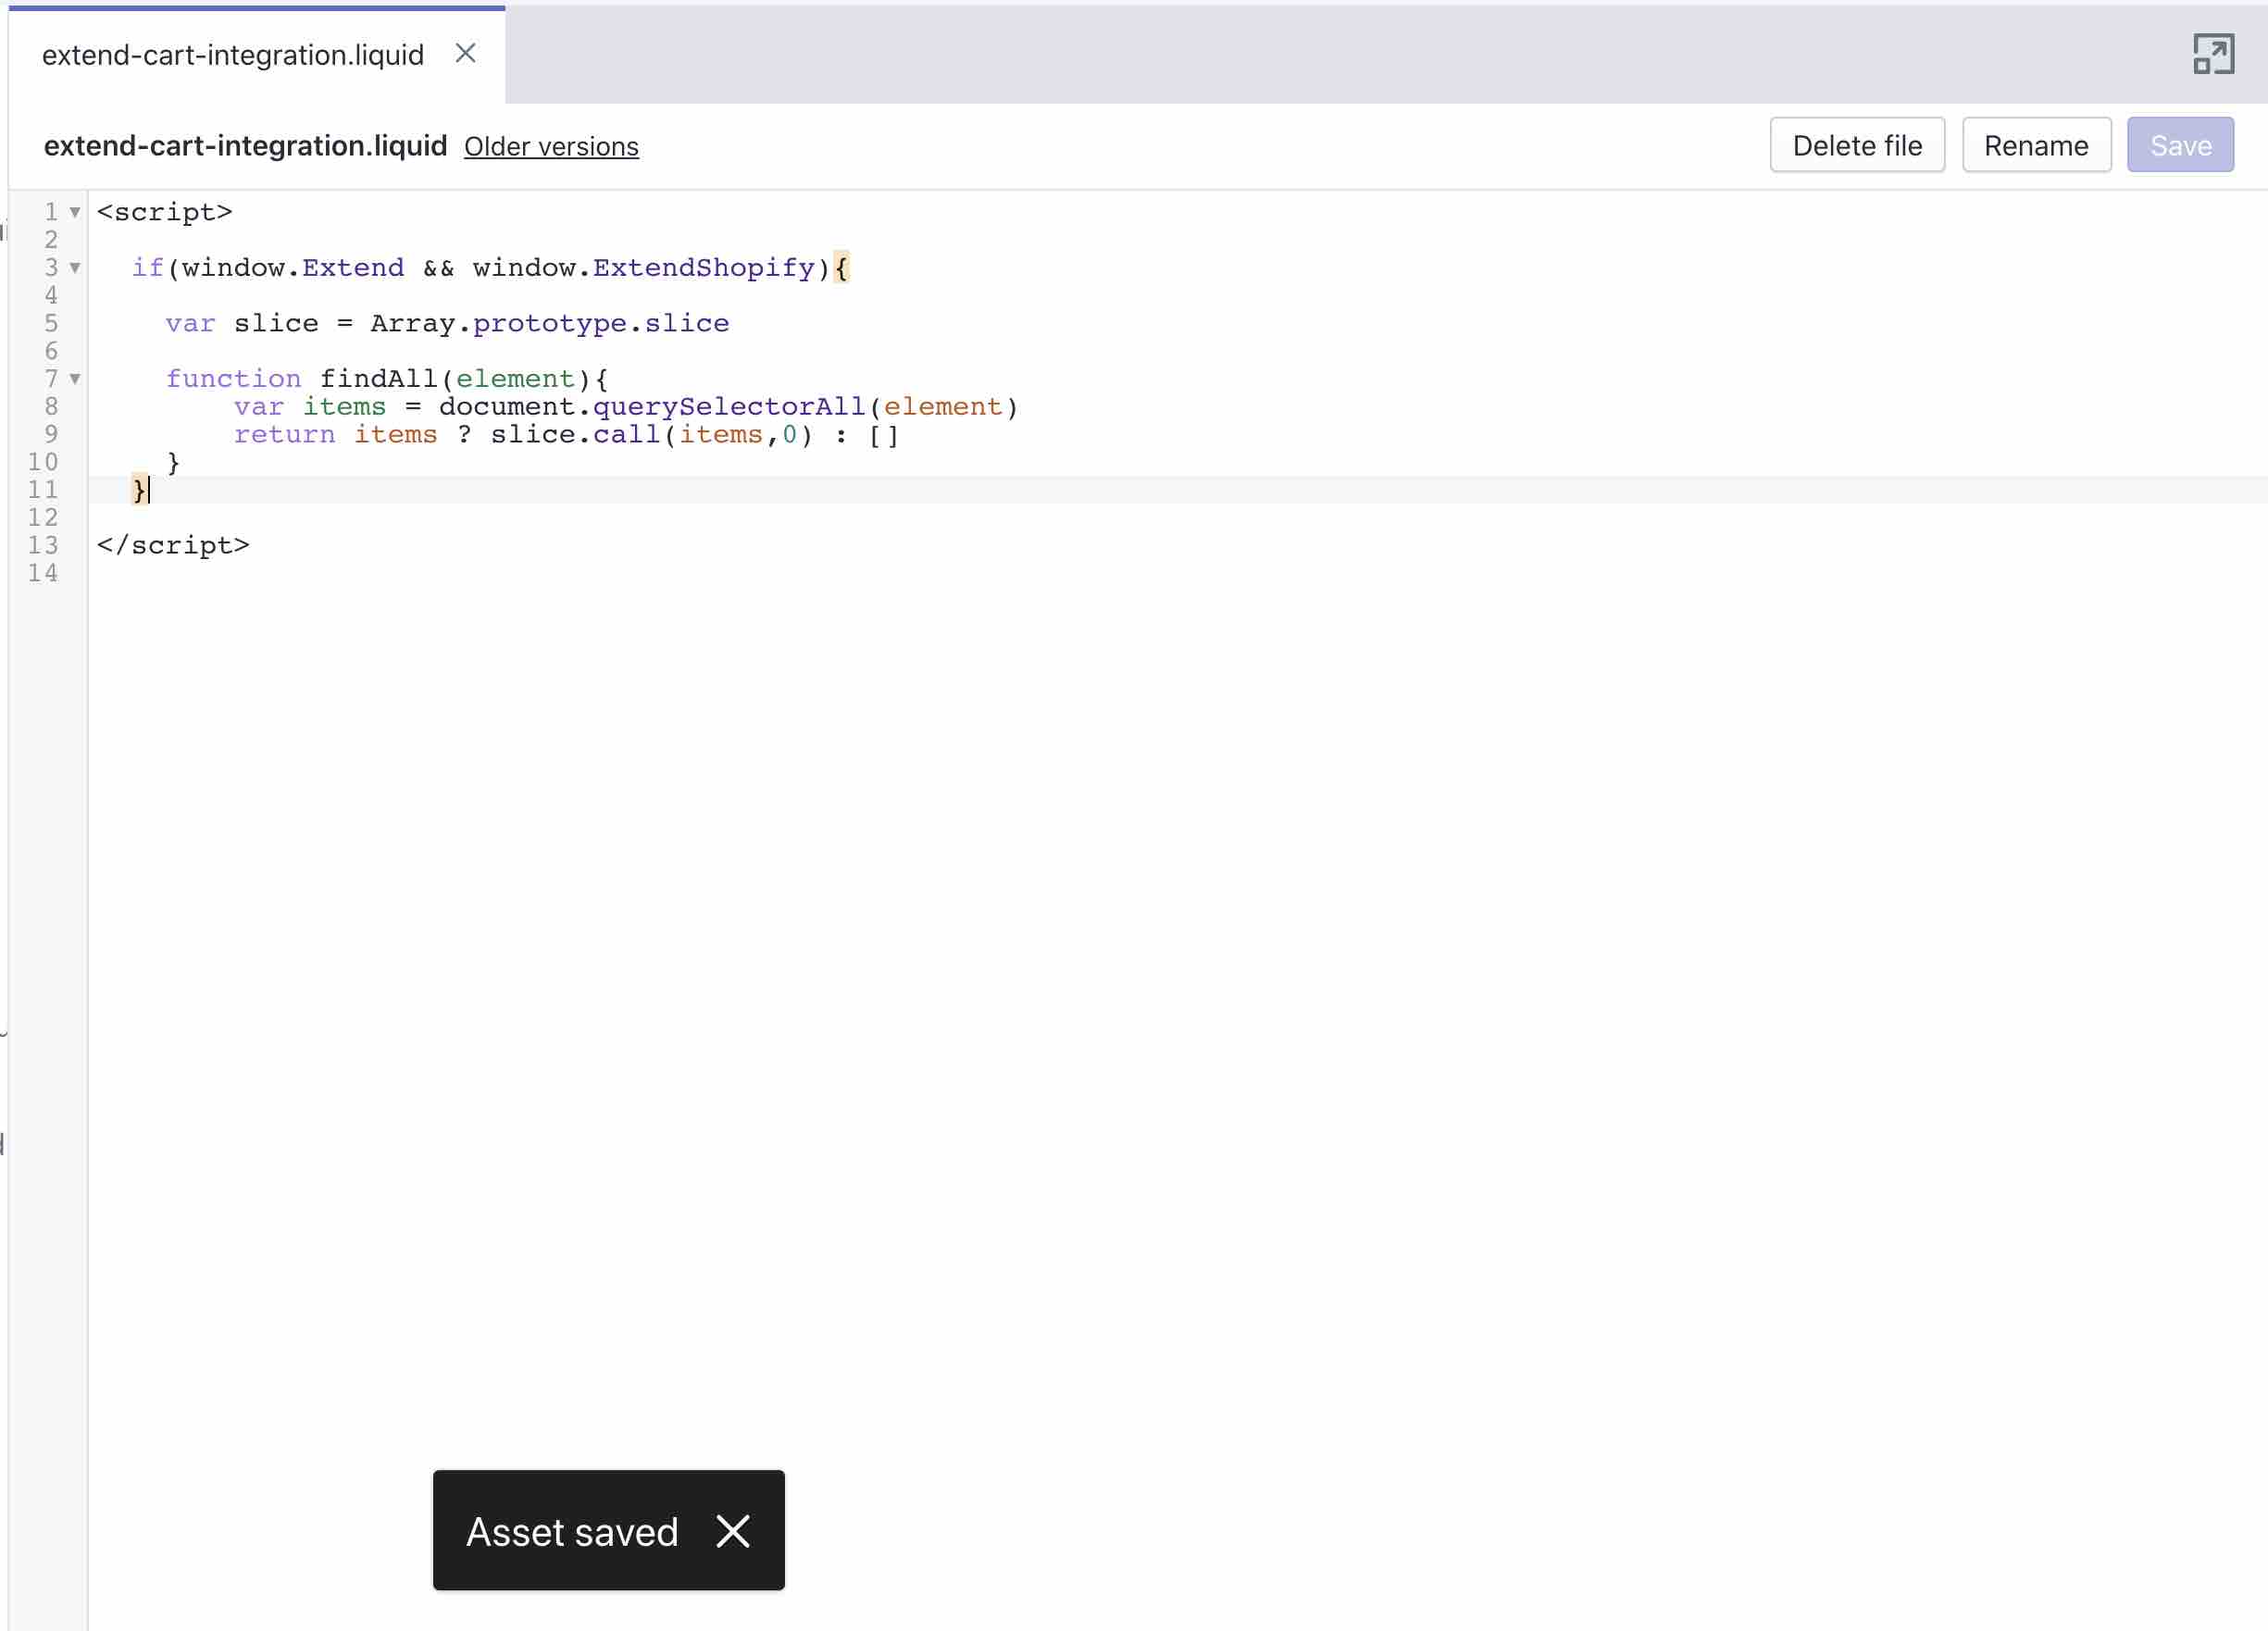 extend-cart-integration.liquid
extend-cart-integration.liquid Older versions Delete file Rename Save
1 <script>
2
3 if(window.Extend && window.ExtendShopify){
4
5 var slice = Array.prototype.slice
6
7 function findAll(element){
8 var items = document.querySelectorAll(element)
9 return items ? slice.call(items,0) : []
10 }
11 }
12
13 </script>
14
Asset saved